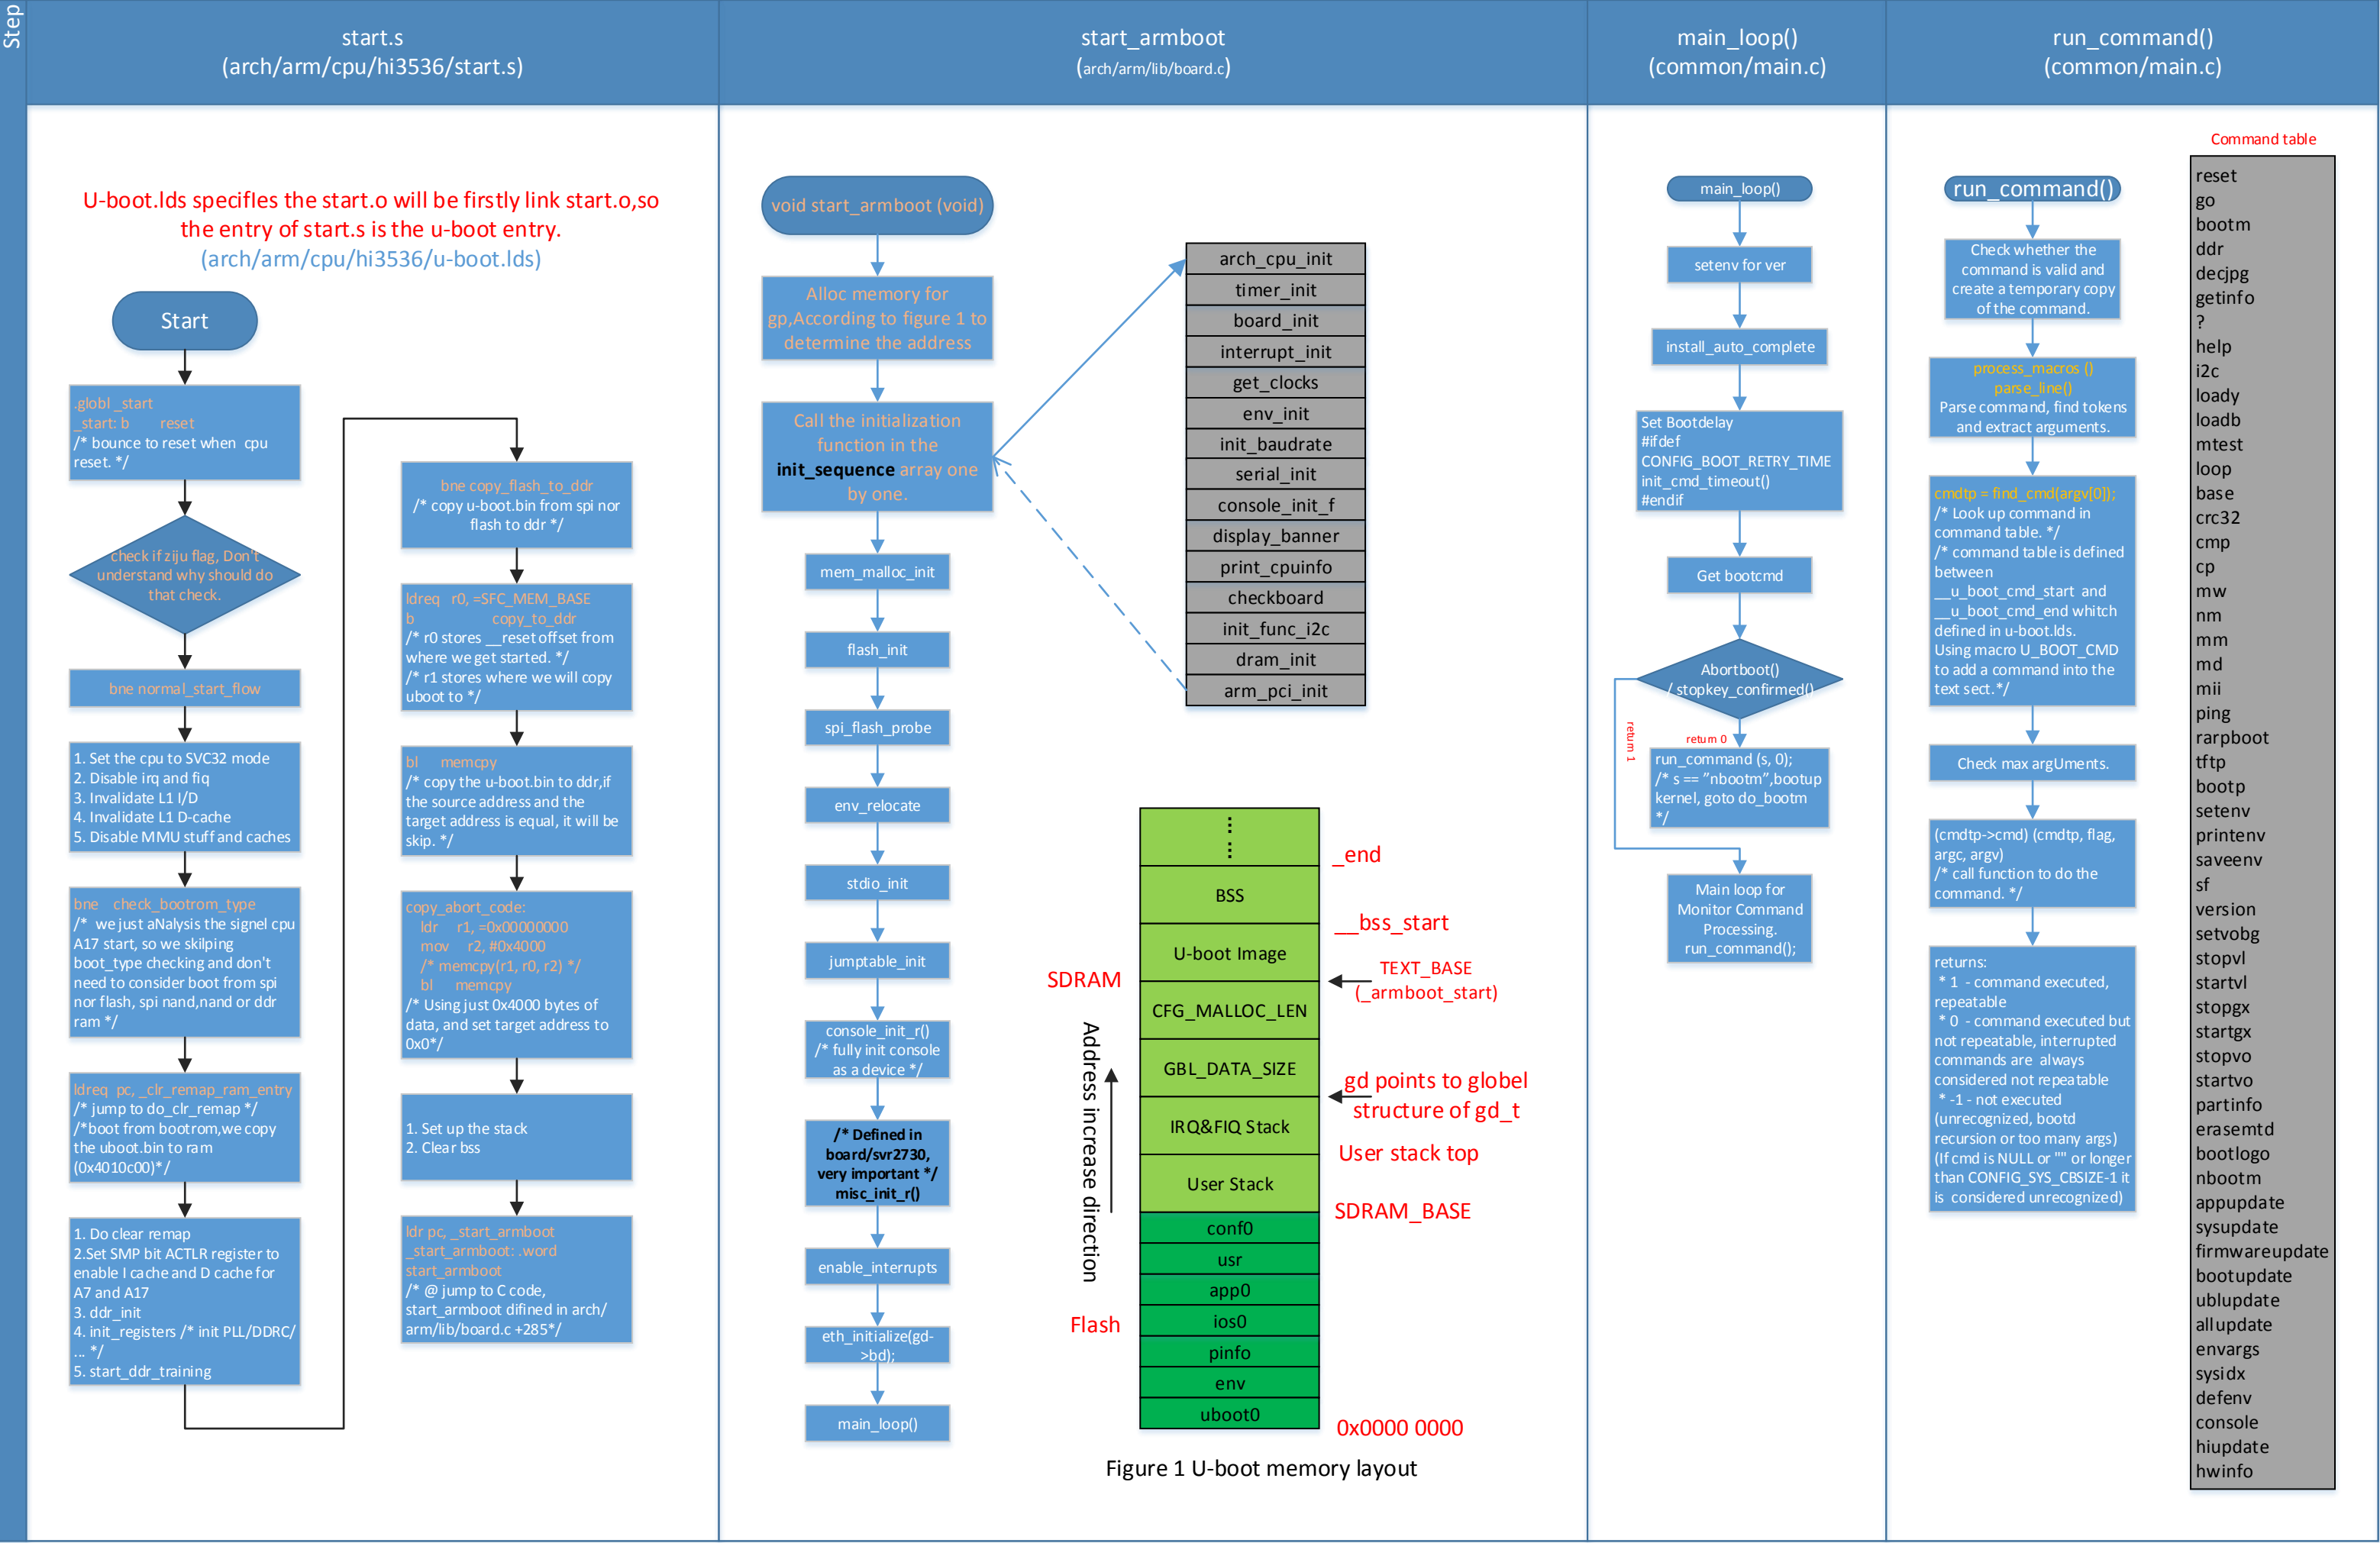 Step
start.s
(arch/arm/cpu/hi3536/start.s)
start_armboot
(arch/arm/lib/board.c)
main_loop()
(common/main.c)
run_command()
(common/main.c)
U-boot.lds specifIes the start.o will be firstly link start.o,so
the entry of start.s is the u-boot entry.
(arch/arm/cpu/hi3536/u-boot.lds)
Start
.globl _start
_start: b reset
/* bounce to reset when cpu
reset. */
check if ziju flag, Don't
understand why should do
that check.
bne normal_start_flow
1. Set the cpu to SVC32 mode
2. Disable irq and fiq
3. Invalidate L1 I/D
4. Invalidate L1 D-cache
5. Disable MMU stuff and caches
bne check_bootrom_type
/* we just aNalysis the signel cpu
A17 start, so we skilping
boot_type checking and don't
need to consider boot from spi
nor flash, spi nand,nand or ddr
ram */
ldreq pc, _clr_remap_ram_entry
/* jump to do_clr_remap */
/*boot from bootrom,we copy
the uboot.bin to ram
(0x4010c00)*/
1. Do clear remap
2.Set SMP bit ACTLR register to
enable I cache and D cache for
A7 and A17
3. ddr_init
4. init_registers /* init PLL/DDRC/
... */
5. start_ddr_training
bne copy_flash_to_ddr
/* copy u-boot.bin from spi nor
flash to ddr */
ldreq r0, =SFC_MEM_BASE
b copy_to_ddr
/* r0 stores __reset offset from
where we get started. */
/* r1 stores where we will copy
uboot to */
bl memcpy
/* copy the u-boot.bin to ddr,if
the source address and the
target address is equal, it will be
skip. */
copy_abort_code:
ldr r1, =0x00000000
mov r2, #0x4000
/* memcpy(r1, r0, r2) */
bl memcpy
/* Using just 0x4000 bytes of
data, and set target address to
0x0*/
1. Set up the stack
2. Clear bss
ldr pc, _start_armboot
_start_armboot: .word
start_armboot
/* @ jump to C code,
start_armboot difined in arch/
arm/lib/board.c +285*/
void start_armboot (void)
Alloc memory for
gp,According to figure 1 to
determine the address
Call the initialization
function in the
init_sequence array one
by one.
mem_malloc_init
flash_init
spi_flash_probe
env_relocate
stdio_init
jumptable_init
console_init_r()
/* fully init console
as a device */
/* Defined in
board/svr2730,
very important */
misc_init_r()
enable_interrupts
eth_initialize(gd-
>bd);
main_loop()
arch_cpu_init
timer_init
board_init
interrupt_init
get_clocks
env_init
init_baudrate
serial_init
console_init_f
display_banner
print_cpuinfo
checkboard
init_func_i2c
dram_init
arm_pci_init
⋮
⋮
_end
BSS
__bss_start
U-boot Image
SDRAM
TEXT_BASE
(_armboot_start)
CFG_MALLOC_LEN
GBL_DATA_SIZE
gd points to globel
structure of gd_t
IRQ&FIQ Stack
User stack top
User Stack
SDRAM_BASE
Address increase direction
conf0
usr
app0
ios0
Flash
pinfo
env
uboot0
0x0000 0000
Figure 1 U-boot memory layout
main_loop()
setenv for ver
install_auto_complete
Set Bootdelay
#ifdef
CONFIG_BOOT_RETRY_TIME
init_cmd_timeout()
#endif
Get bootcmd
Abortboot()
/ stopkey_confirmed()
return 1
return 0
run_command (s, 0);
/* s == ”nbootm”,bootup
kernel, goto do_bootm
*/
Main loop for
Monitor Command
Processing.
run_command();
run_command()
Check whether the
command is valid and
create a temporary copy
of the command.
process_macros ()
parse_line()
Parse command, find tokens
and extract arguments.
cmdtp = find_cmd(argv[0]);
/* Look up command in
command table. */
/* command table is defined
between
__u_boot_cmd_start and
__u_boot_cmd_end whitch
defined in u-boot.lds.
Using macro U_BOOT_CMD
to add a command into the
text sect.*/
Check max argUments.
(cmdtp->cmd) (cmdtp, flag,
argc, argv)
/* call function to do the
command. */
returns:
* 1 - command executed,
repeatable
* 0 - command executed but
not repeatable, interrupted
commands are always
considered not repeatable
* -1 - not executed
(unrecognized, bootd
recursion or too many args)
(If cmd is NULL or "" or longer
than CONFIG_SYS_CBSIZE-1 it
is considered unrecognized)
Command table
reset
go
bootm
ddr
decjpg
getinfo
?
help
i2c
loady
loadb
mtest
loop
base
crc32
cmp
cp
mw
nm
mm
md
mii
ping
rarpboot
tftp
bootp
setenv
printenv
saveenv
sf
version
setvobg
stopvl
startvl
stopgx
startgx
stopvo
startvo
partinfo
erasemtd
bootlogo
nbootm
appupdate
sysupdate
firmwareupdate
bootupdate
ublupdate
allupdate
envargs
sysidx
defenv
console
hiupdate
hwinfo